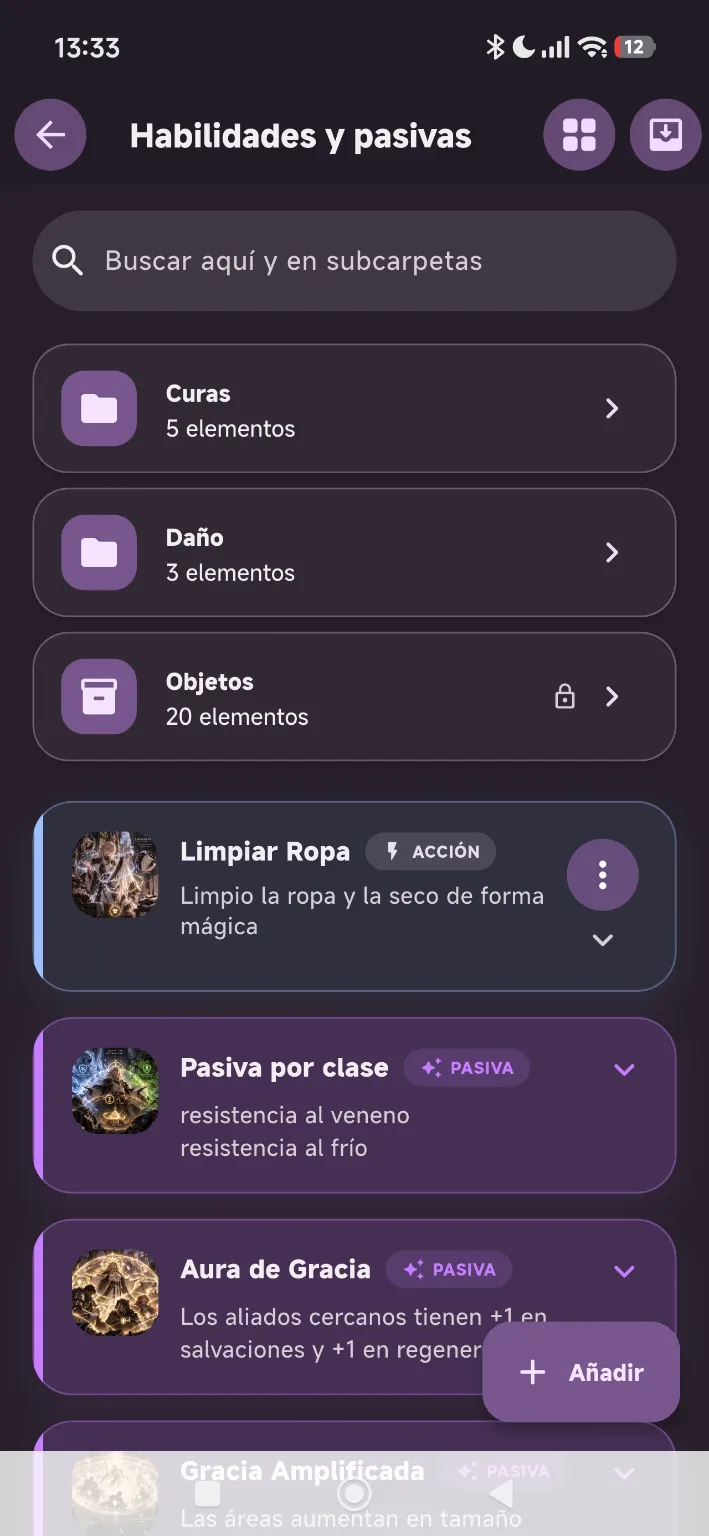 13:33
12
Habilidades y pasivas
Buscar aquí y en subcarpetas
Curas
5 elementos
Daño
3 elementos
Objetos
20 elementos
Limpiar Ropa
ACCIÓN
Limpio la ropa y la seco de forma
mágica
Pasiva por clase
PASIVA
resistencia al veneno
resistencia al frío
Aura de Gracia
PASIVA
Los aliados cercanos tienen +1 en
salvaciones y +1 en regener
Añadir
Gracia Amplificada
PASIVA
Las áreas aumentan en tamaño